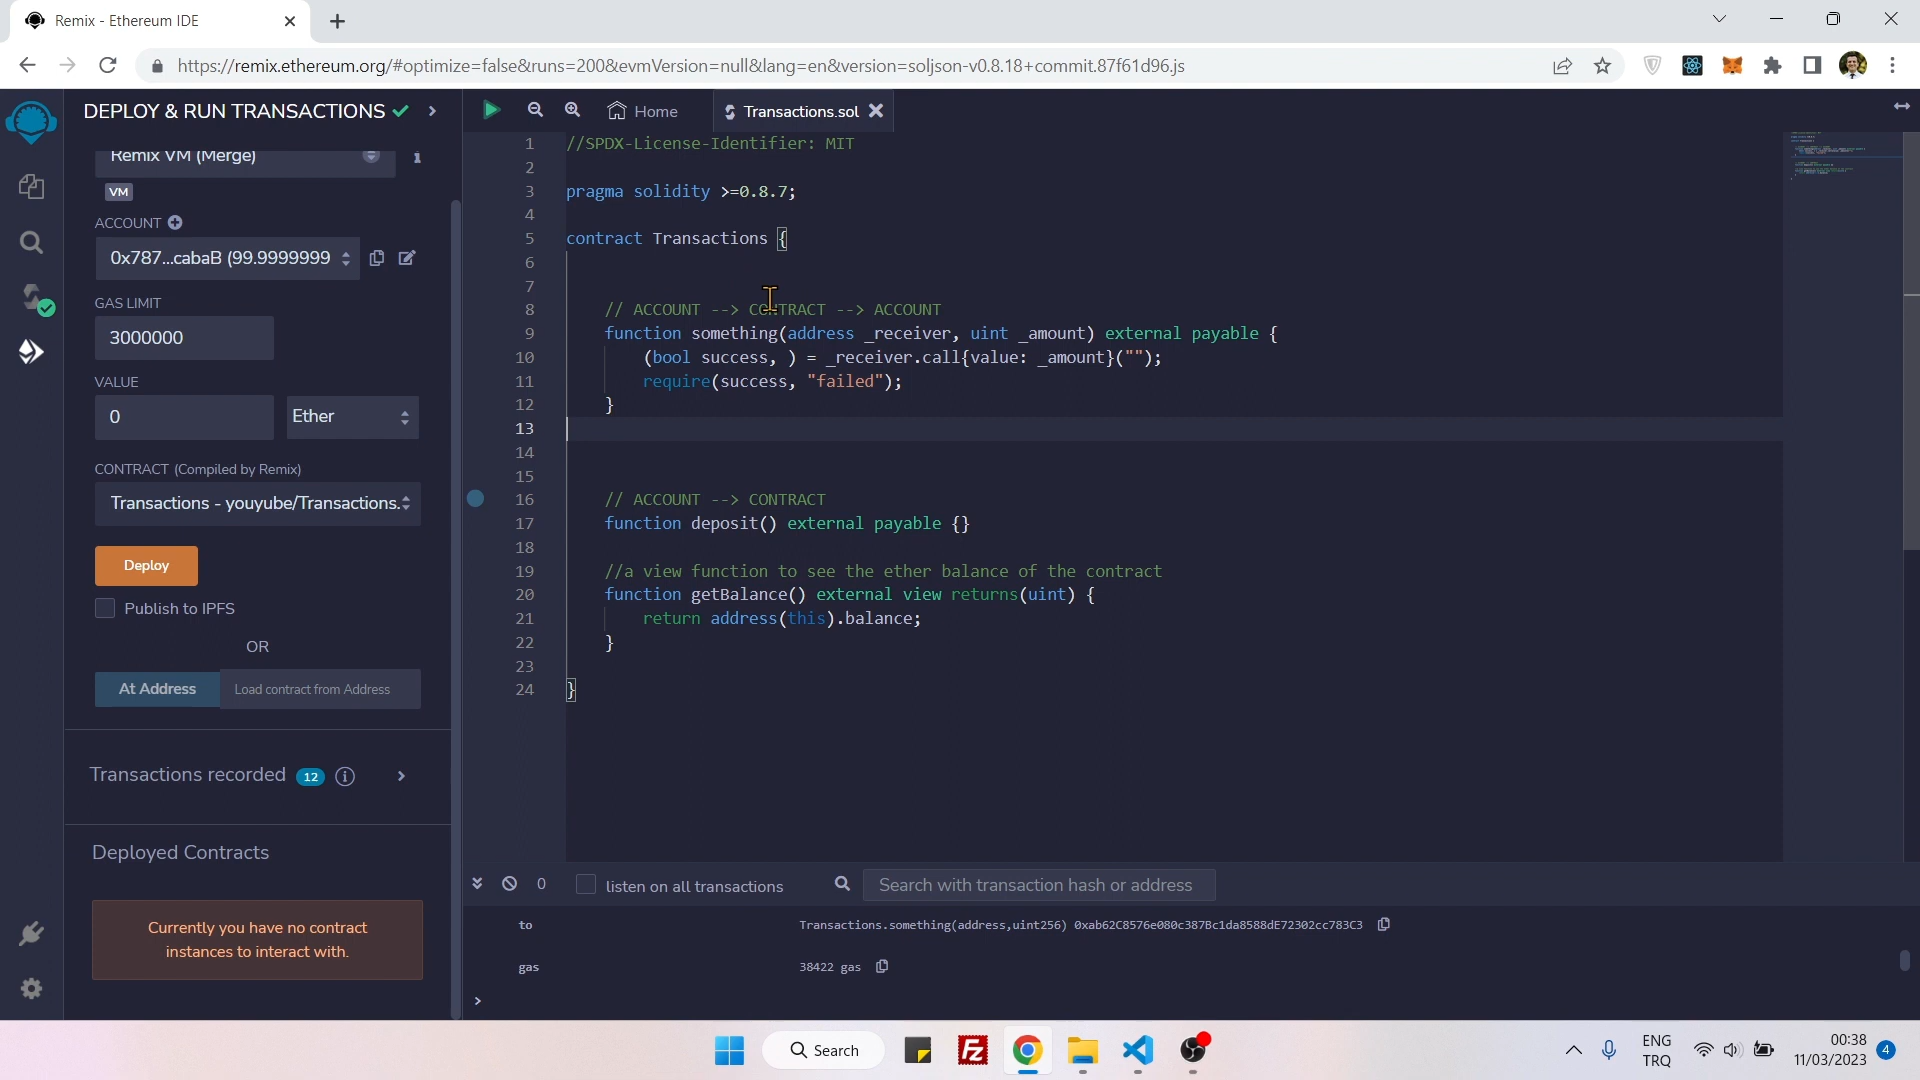 Remix - Ethereum IDE
https://remix.ethereum.org/#optimize=false&runs=200&evmVersion=null&lang=en&version=soljson-v0.8.18+commit.87f61d96.js
DEPLOY & RUN TRANSACTIONS
Remix VM (Merge)
VM
ACCOUNT
0x787...cabaB (99.9999999
GAS LIMIT
3000000
VALUE
0
Ether
CONTRACT (Compiled by Remix)
Transactions - youyube/Transactions.
Deploy
Publish to IPFS
OR
At Address
Load contract from Address
Transactions recorded 12
Deployed Contracts
Currently you have no contract
instances to interact with.
Home
Transactions.sol
1 //SPDX-License-Identifier: MIT
2
3 pragma solidity >=0.8.7;
4
5 contract Transactions {
6
7
8 // ACCOUNT --> CONTRACT --> ACCOUNT
9 function something(address _receiver, uint _amount) external payable {
10 (bool success, ) = _receiver.call{value: _amount}("");
11 require(success, "failed");
12 }
13
14
15
16 // ACCOUNT --> CONTRACT
17 function deposit() external payable {}
18
19 //a view function to see the ether balance of the contract
20 function getBalance() external view returns(uint) {
21 return address(this).balance;
22 }
23
24 }
0
listen on all transactions
Search with transaction hash or address
to Transactions.something(address,uint256) 0xab62C8576e080c387Bc1da8588dE72302cc783C3
gas 38422 gas
>
Search
ENG
TRQ
00:38
11/03/2023
4